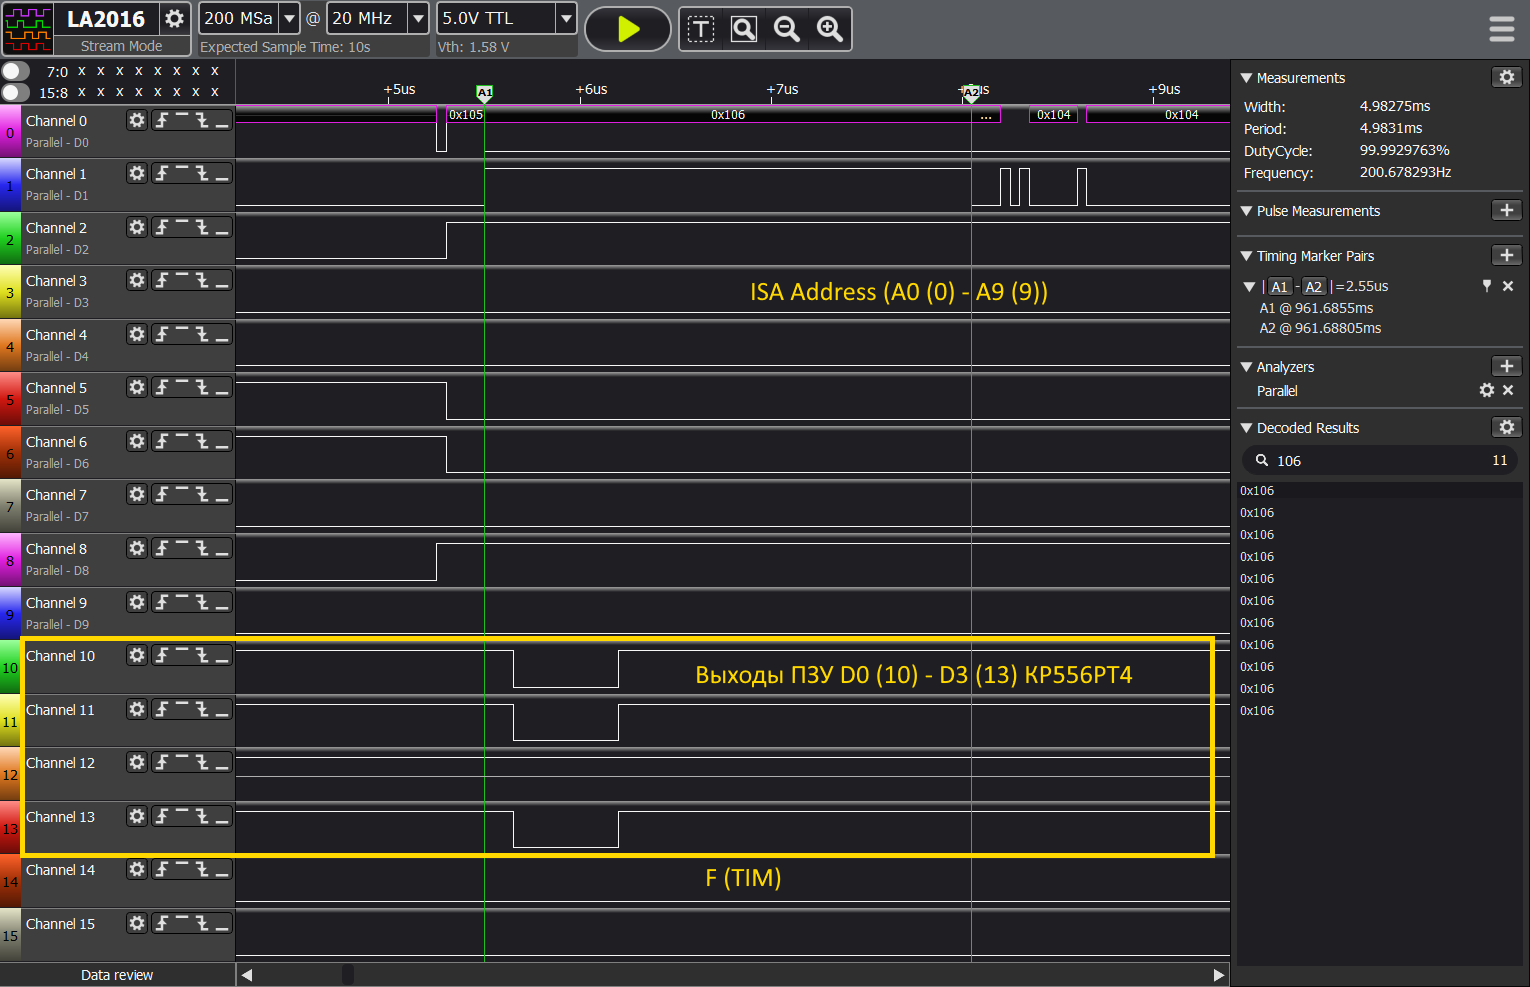 LA2016
Stream Mode
200 MSa @ 20 MHz
Expected Sample Time: 10s
5.0V TTL
Vth: 1.58 V
T
7:0 x x x x x x x x
15:8 x x x x x x x x
+5us +6us +7us +9us
A1 A2
0 Channel 0
Parallel - D0
0x105 0x106 ... 0x104 0x104
1 Channel 1
Parallel - D1
2 Channel 2
Parallel - D2
3 Channel 3
Parallel - D3
ISA Address (A0 (0) - A9 (9))
4 Channel 4
Parallel - D4
5 Channel 5
Parallel - D5
6 Channel 6
Parallel - D6
7 Channel 7
Parallel - D7
8 Channel 8
Parallel - D8
9 Channel 9
Parallel - D9
10 Channel 10
Выходы ПЗУ D0 (10) - D3 (13) КР556РТ4
11 Channel 11
12 Channel 12
13 Channel 13
14 Channel 14
F (TIM)
15 Channel 15
Data review
Measurements
Width: 4.98275ms
Period: 4.9831ms
DutyCycle: 99.9929763%
Frequency: 200.678293Hz
Pulse Measurements
Timing Marker Pairs
| A1 - A2 | =2.55us
A1 @ 961.6855ms
A2 @ 961.68805ms
Analyzers
Parallel
Decoded Results
106 11
0x106
0x106
0x106
0x106
0x106
0x106
0x106
0x106
0x106
0x106
0x106